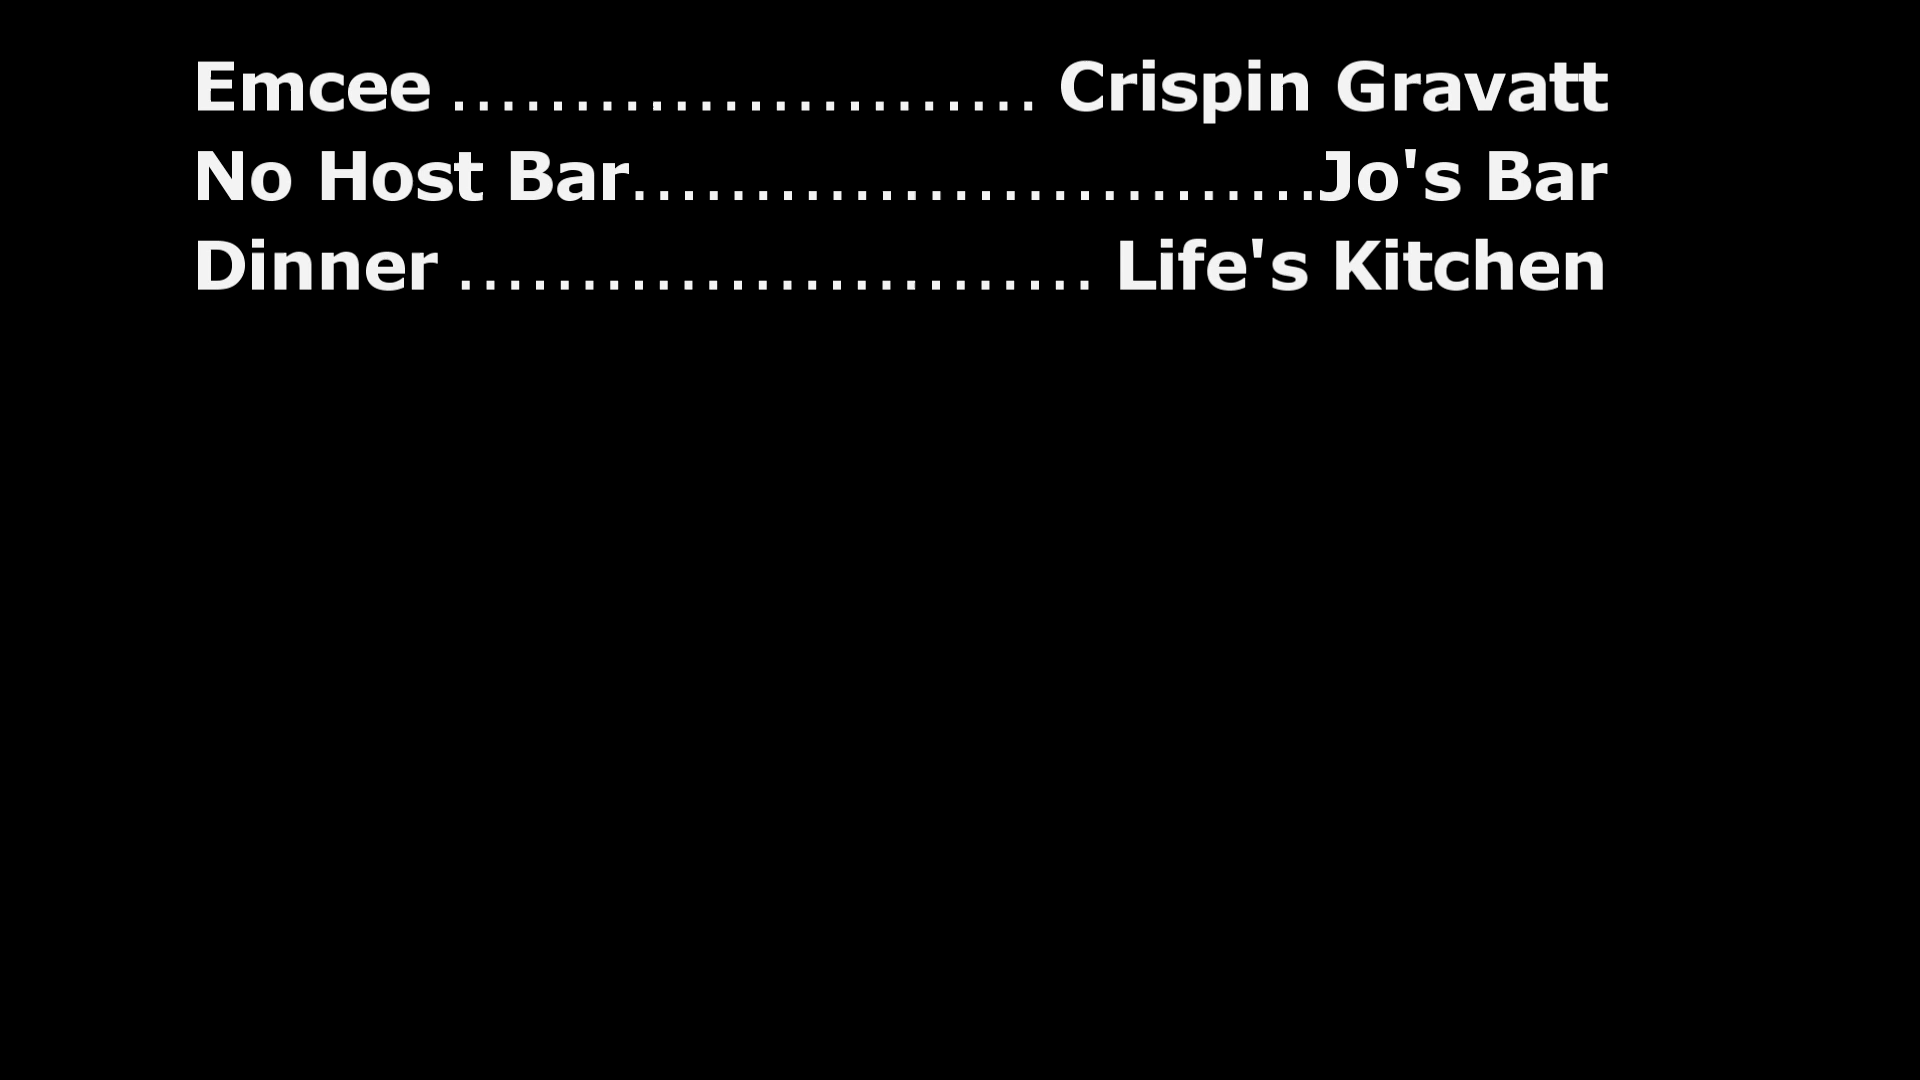 Emcee ........................ Crispin Gravatt
No Host Bar............................Jo's Bar
Dinner .......................... Life's Kitchen